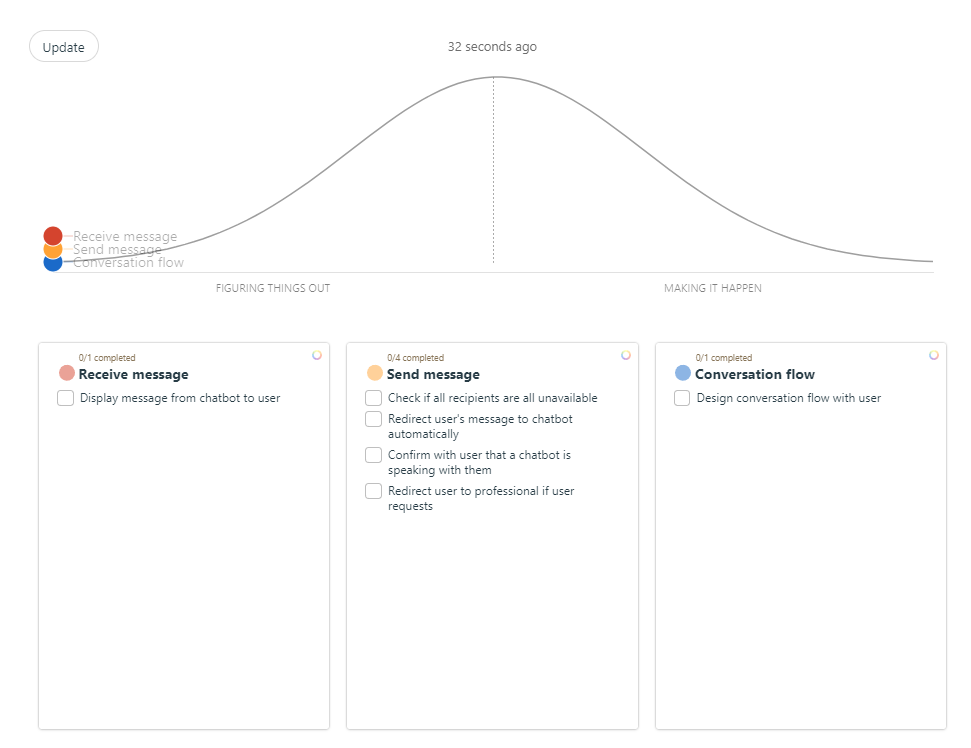 Update
32 seconds ago
Receive message
Send message
Conversation flow
FIGURING THINGS OUT
MAKING IT HAPPEN
0/1 completed
Receive message
Display message from chatbot to user
0/4 completed
Send message
Check if all recipients are all unavailable
Redirect user's message to chatbot
automatically
Confirm with user that a chatbot is
speaking with them
Redirect user to professional if user
requests
0/1 completed
Conversation flow
Design conversation flow with user